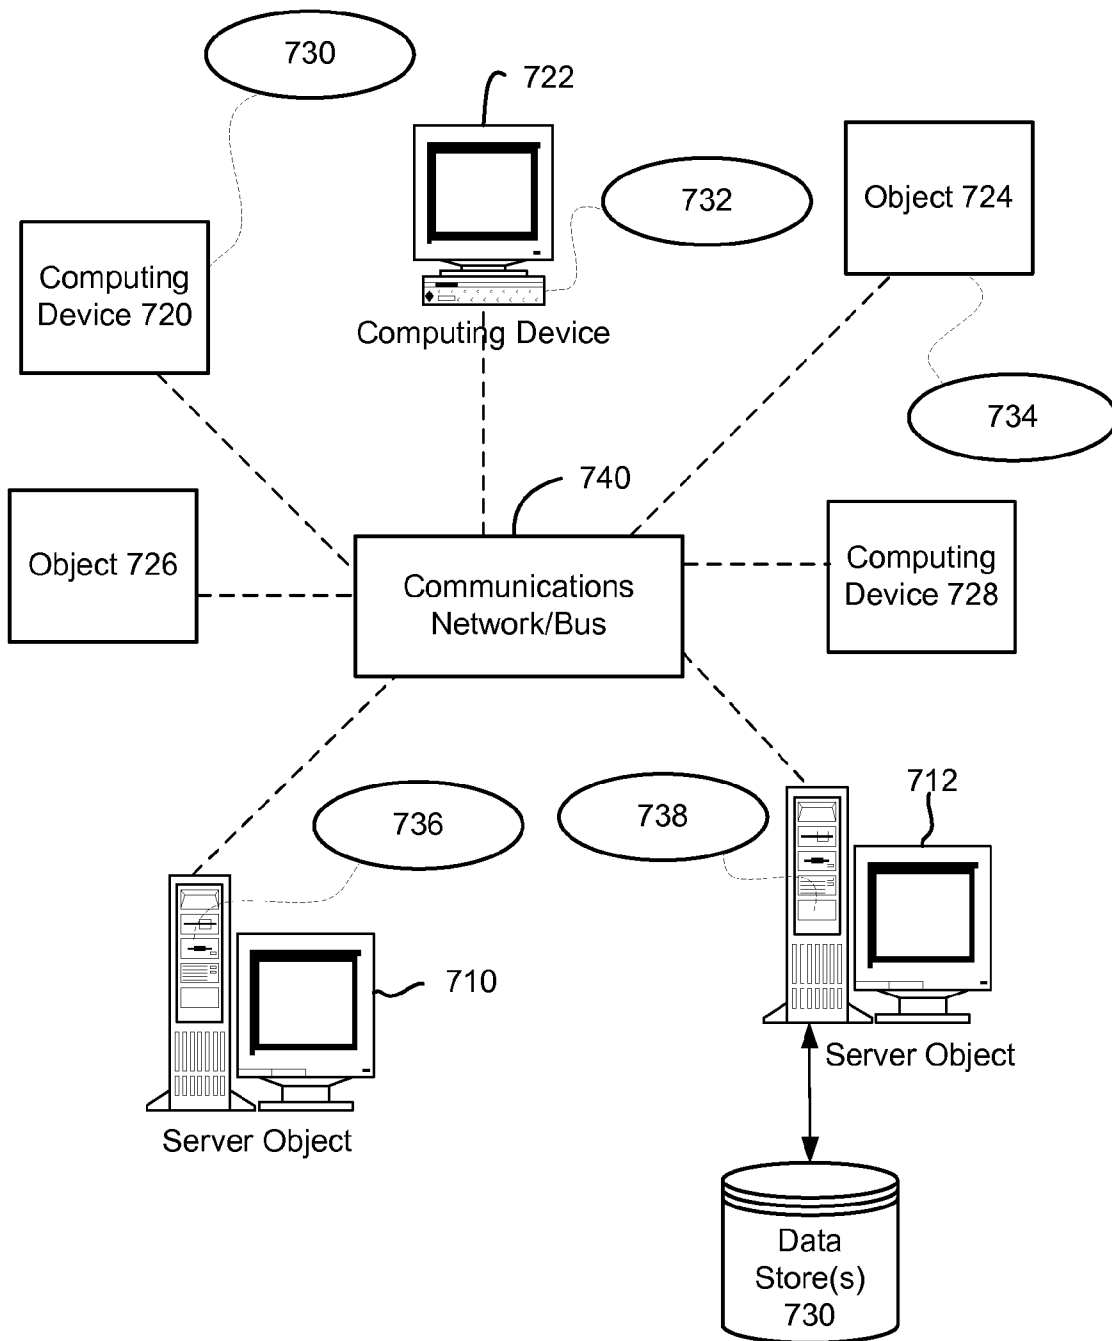 730
722
732
Object 724
Computing
Device 720
Computing Device
734
740
Object 726
Communications
Network/Bus
Computing
Device 728
736
738
712
710
Server Object
Server Object
Data
Store(s)
730